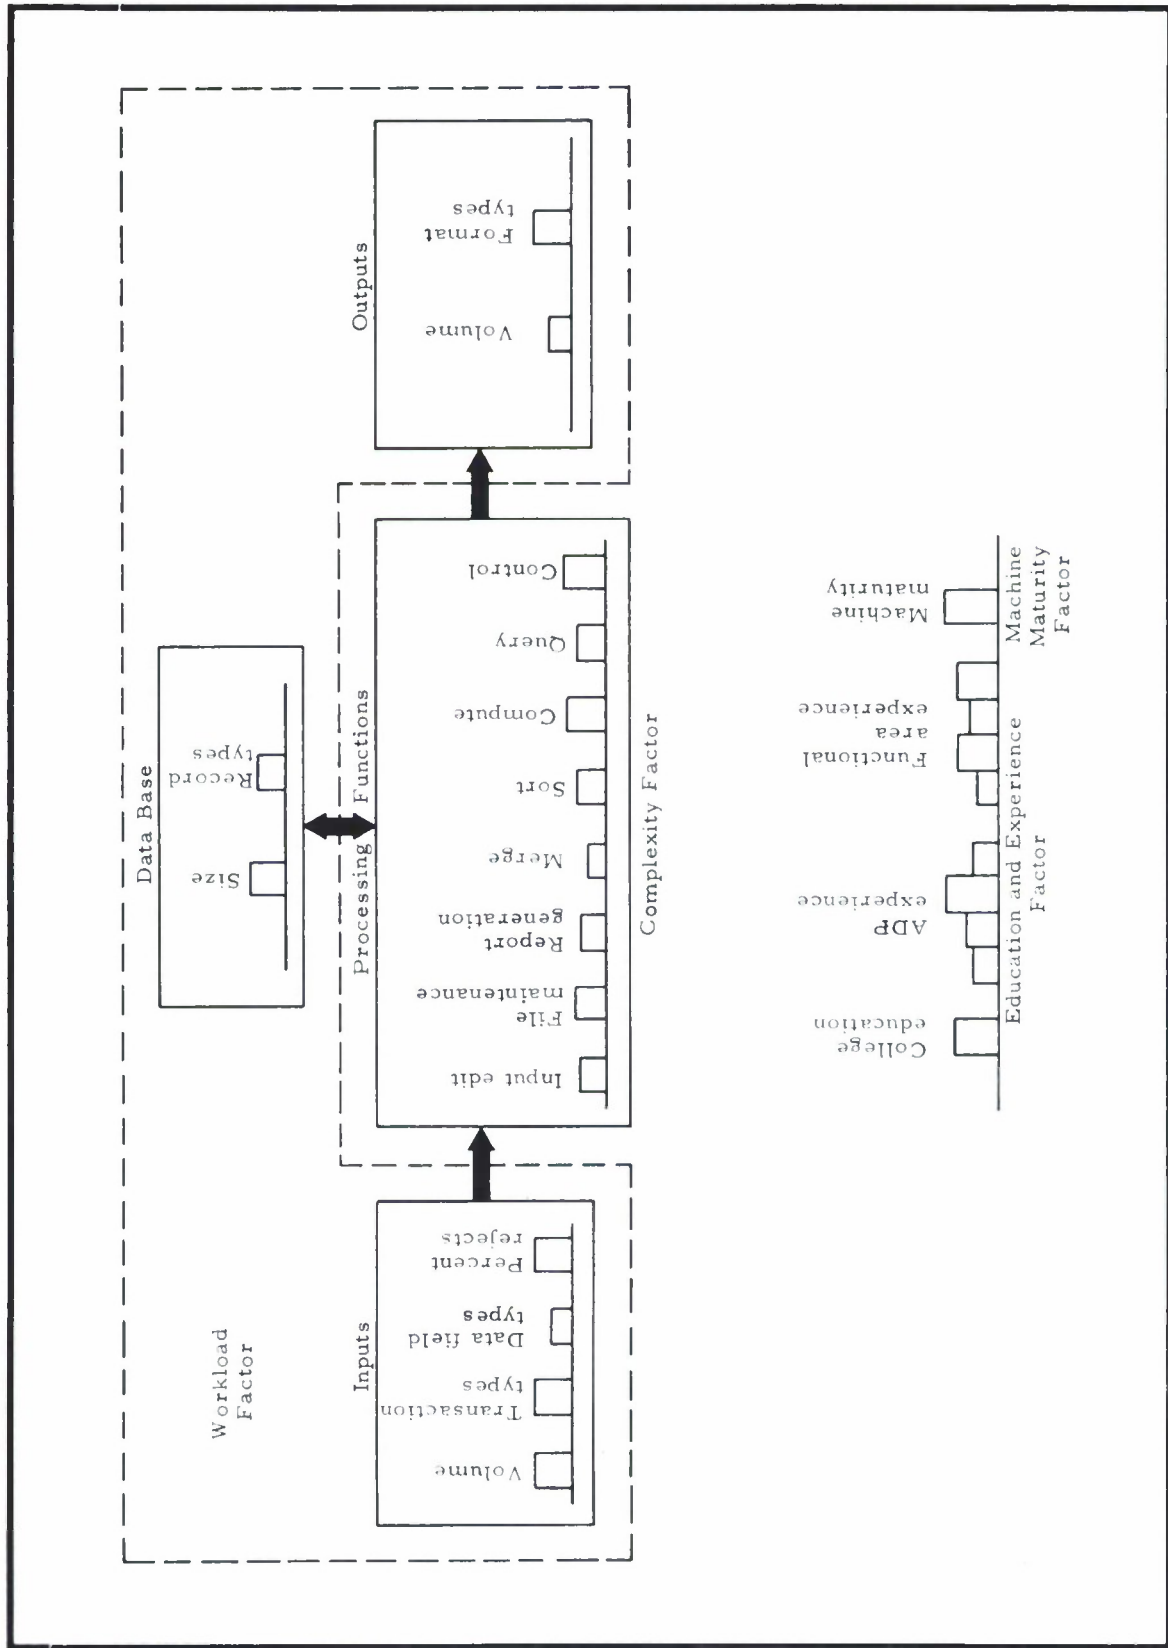 Workload
Factor
Data Base
Size
Record
types
Inputs
Volume
Transaction
types
Data field
types
Percent
rejects
Processing Functions
Input edit
File
maintenance
Report
generation
Merge
Sort
Compute
Query
Control
Complexity Factor
Outputs
Volume
Format
types
College
education
ADP
experience
Functional
area
experience
Machine
maturity
Education and Experience
Factor
Machine
Maturity
Factor